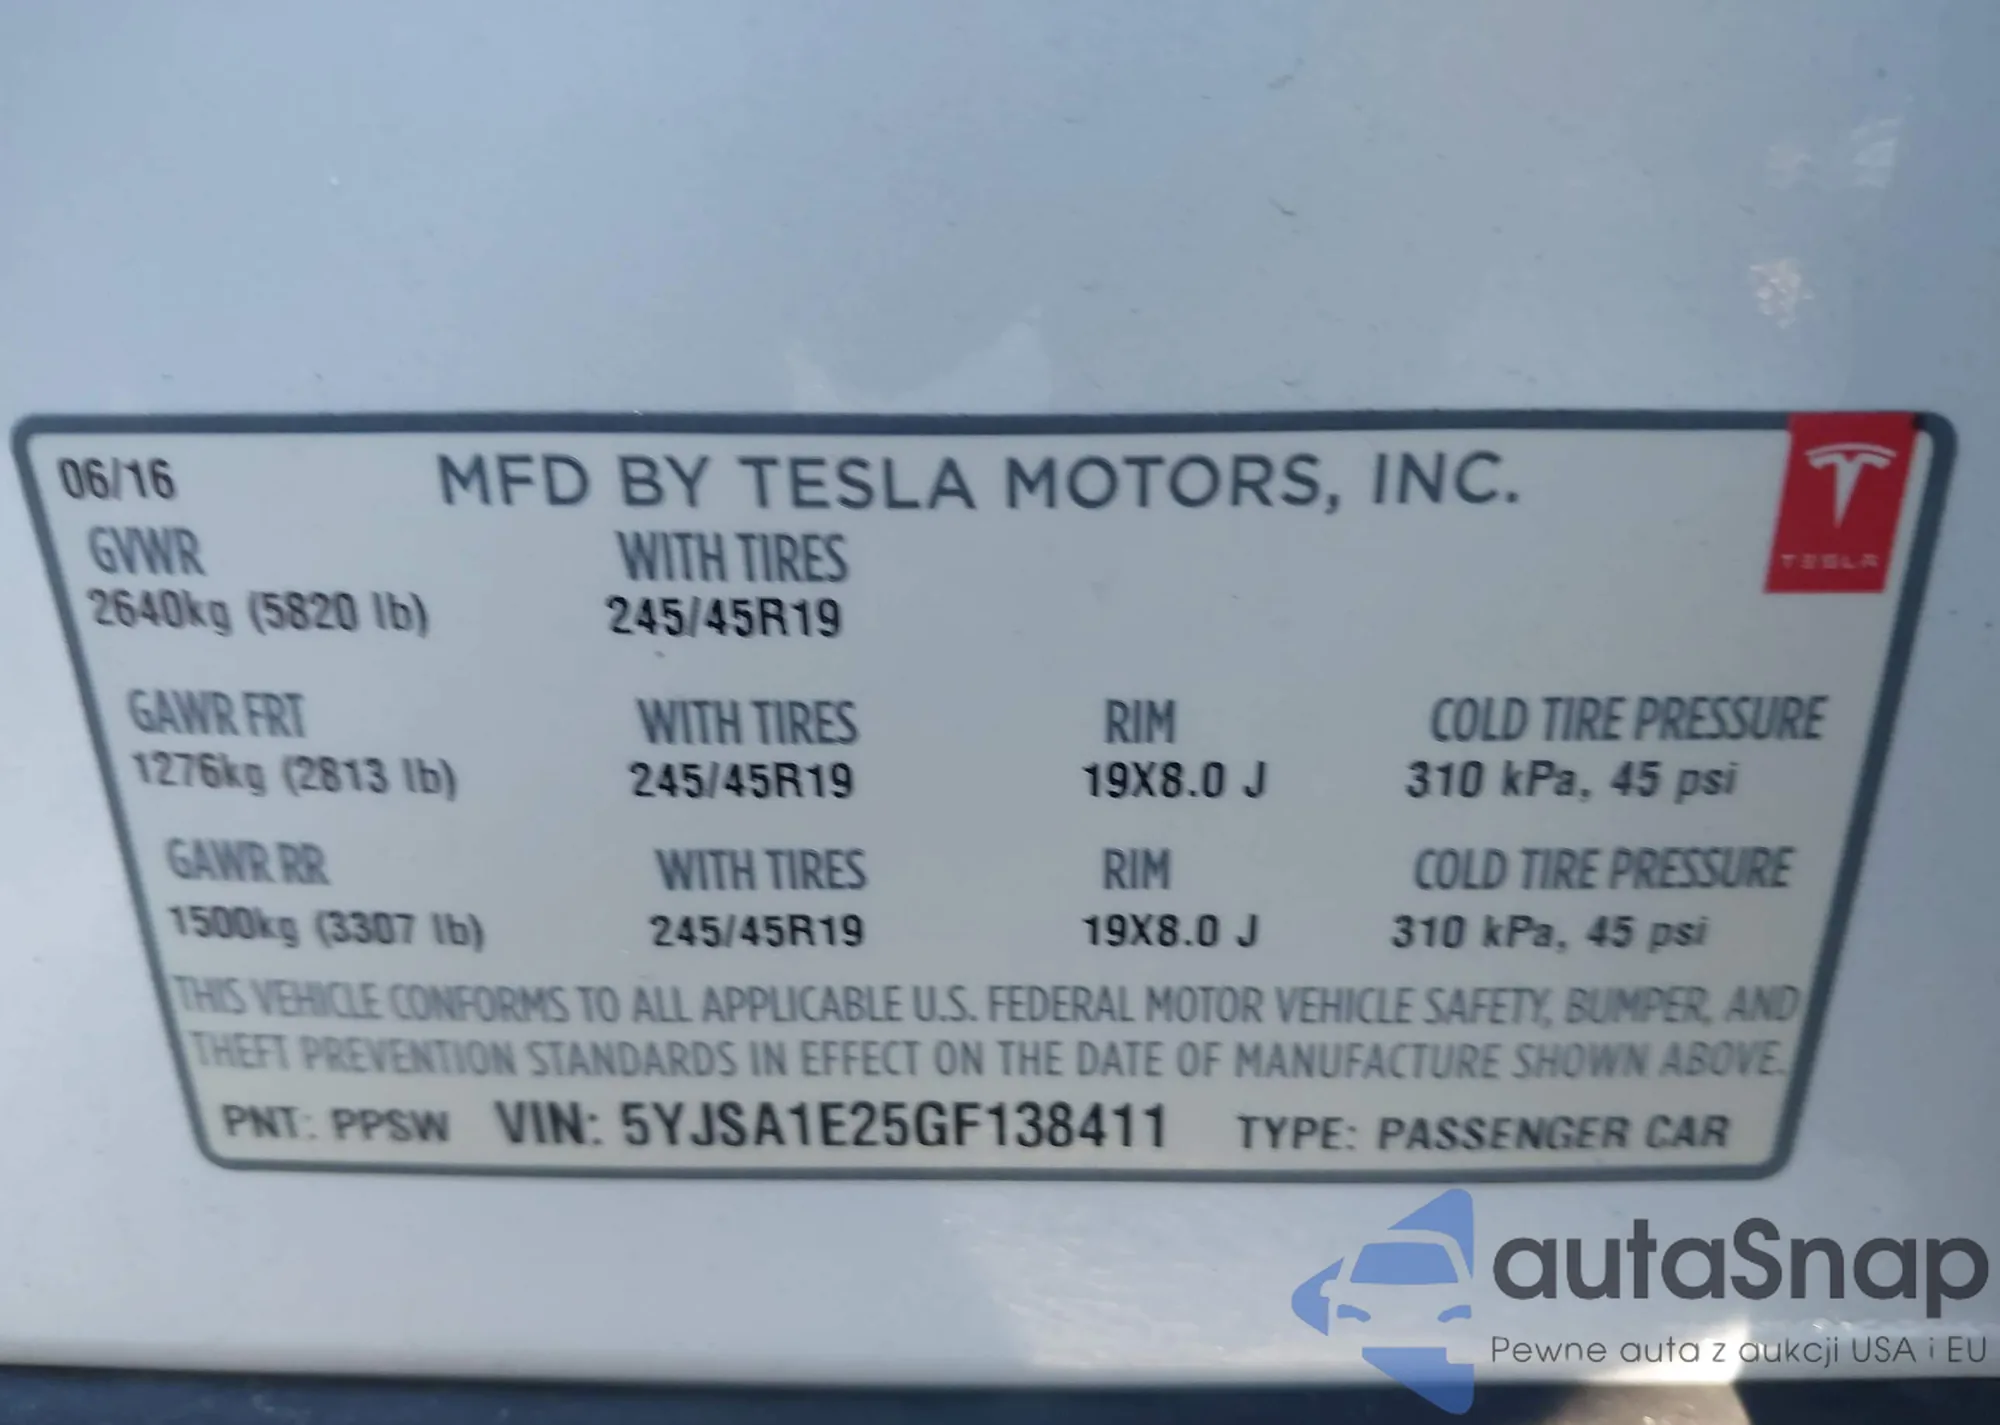 06/16 MFD BY TESLA MOTORS, INC.
TESLA
GVWR WITH TIRES
2640kg (5820 lb) 245/45R19
GAWR FRT WITH TIRES RIM COLD TIRE PRESSURE
1276kg (2813 lb) 245/45R19 19X8.0 J 310 kPa, 45 psi
GAWR RR WITH TIRES RIM COLD TIRE PRESSURE
1500kg (3307 lb) 245/45R19 19X8.0 J 310 kPa, 45 psi
THIS VEHICLE CONFORMS TO ALL APPLICABLE U.S. FEDERAL MOTOR VEHICLE SAFETY, BUMPER, AND
THEFT PREVENTION STANDARDS IN EFFECT ON THE DATE OF MANUFACTURE SHOWN ABOVE.
PNT: PPSW VIN: 5YJSA1E25GF138411 TYPE: PASSENGER CAR
autaSnap
Pewne auta z aukcji USA i EU